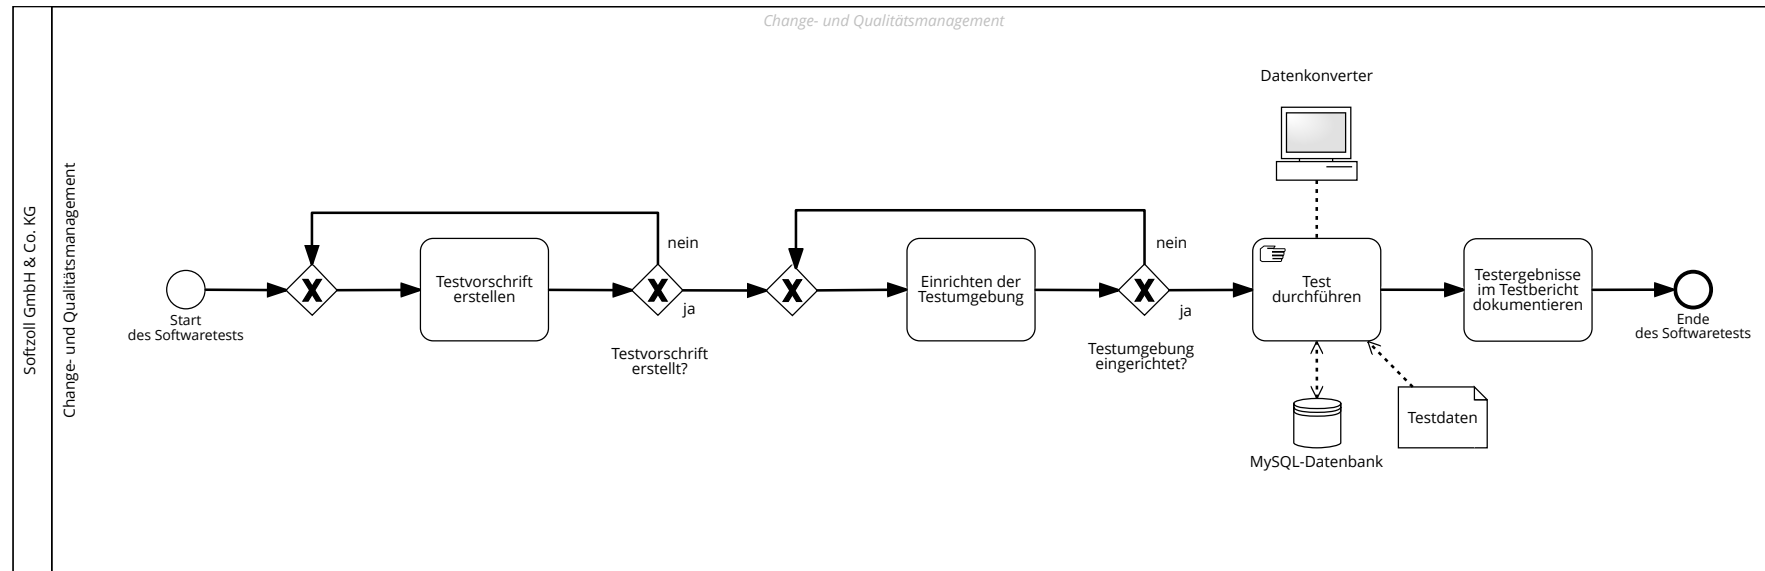 Change- und Qualitätsmanagement
Softzoll GmbH & Co. KG
Change- und Qualitätsmanagement
Start
des Softwaretests
Testvorschrift
erstellen
nein
ja
Testvorschrift
erstellt?
Einrichten der
Testumgebung
nein
ja
Testumgebung
eingerichtet?
Datenkonverter
Test
durchführen
MySQL-Datenbank
Testdaten
Testergebnisse
im Testbericht
dokumentieren
Ende
des Softwaretests